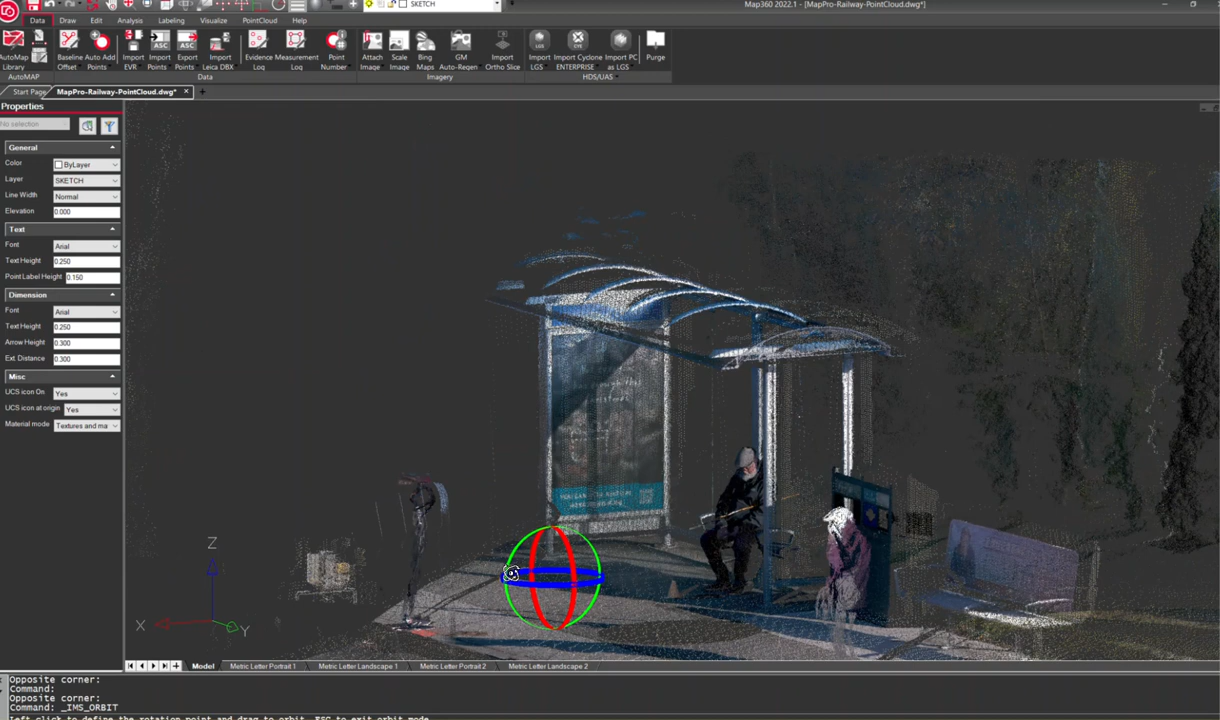 SKETCH
Map360 2022.1 - [MapPro-Railway-PointCloud.dwg*]
Data Draw Edit Analysis Labeling Visualize PointCloud Help
AutoMap Library
Baseline Offset
Auto Add Points
Import EVR
Import Points
Export Points
Import Leica DBX
Evidence Log
Measurement Log
Point Number
Attach Image
Scale Image
Bing Maps
GM Auto-Regen
Import Ortho Slice
Import LGS
Import Cyclone ENTERPRISE
Import PC as LGS
Purge
ASC ASC LGS CYE
AutoMAP Data Imagery HDS/UAS
Start Page MapPro-Railway-PointCloud.dwg*
Properties
No selection
General
Color ByLayer
Layer SKETCH
Line Width Normal
Elevation 0.000
Text
Font Arial
Text Height 0.250
Point Label Height 0.150
Dimension
Font Arial
Text Height 0.250
Arrow Height 0.300
Ext. Distance 0.300
Misc
UCS icon On Yes
UCS icon at origin Yes
Material mode Textures and ma
Z
X
Y
Model Metric Letter Portrait 1 Metric Letter Landscape 1 Metric Letter Portrait 2 Metric Letter Landscape 2
Opposite corner:
Command:
Opposite corner:
Command: _IMS_ORBIT
Left click to define the rotation point and drag to orbit, ESC to exit orbit mode